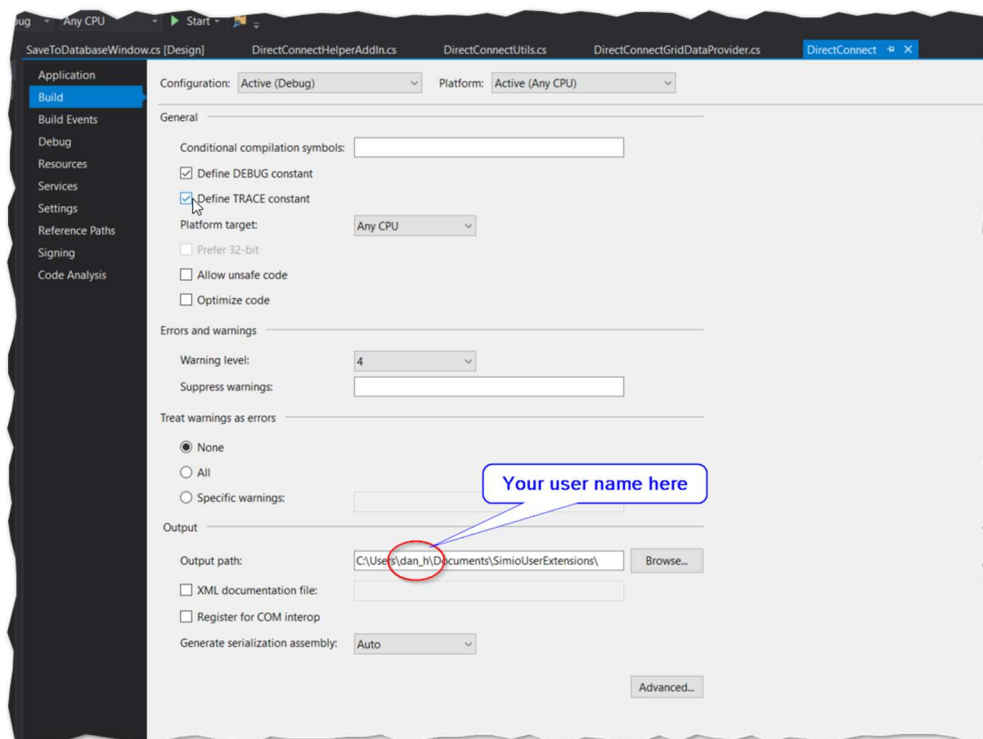 bug Any CPU Start
SaveToDatabaseWindow.cs [Design] DirectConnectHelperAddIn.cs DirectConnectUtils.cs DirectConnectGridDataProvider.cs DirectConnect
Application
Build
Build Events
Debug
Resources
Services
Settings
Reference Paths
Signing
Code Analysis
Configuration: Active (Debug) Platform: Active (Any CPU)
General
Conditional compilation symbols:
Define DEBUG constant
Define TRACE constant
Platform target: Any CPU
Prefer 32-bit
Allow unsafe code
Optimize code
Errors and warnings
Warning level: 4
Suppress warnings:
Treat warnings as errors
None
All
Specific warnings:
Your user name here
Output
Output path: C:\Users\dan_h\Documents\SimioUserExtensions\ Browse...
XML documentation file:
Register for COM interop
Generate serialization assembly: Auto
Advanced...